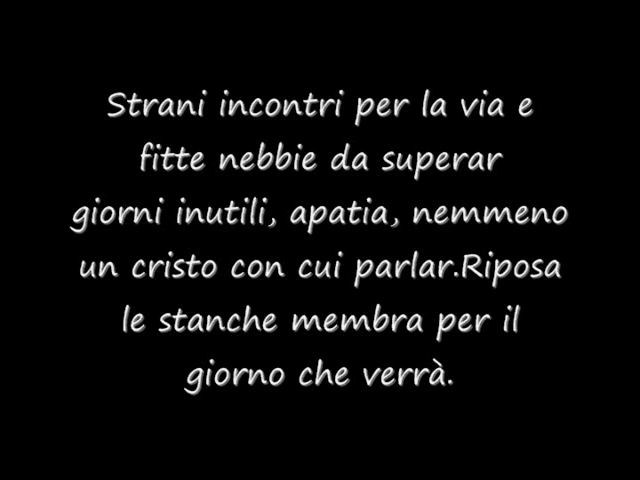 Strani incontri per la via e
fitte nebbie da superar
giorni inutili, apatia, nemmeno
un cristo con cui parlar.Riposa
le stanche membra per il
giorno che verrà.